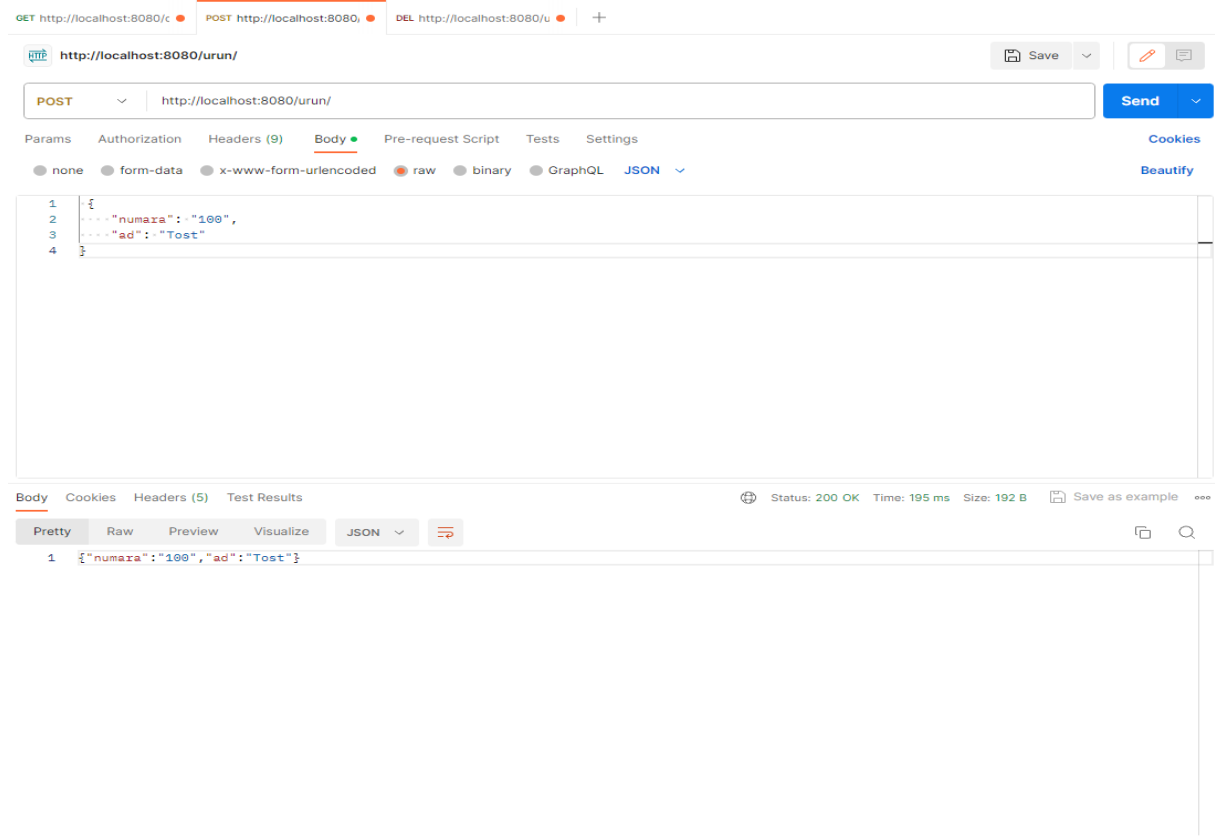 GET http://localhost:8080/c POST http://localhost:8080/ DEL http://localhost:8080/u +
HTTP http://localhost:8080/urun/ Save
POST http://localhost:8080/urun/ Send
Params Authorization Headers (9) Body Pre-request Script Tests Settings Cookies
none form-data x-www-form-urlencoded raw binary GraphQL JSON Beautify
1 {
2 "numara": "100",
3 "ad": "Tost"
4 }
Body Cookies Headers (5) Test Results Status: 200 OK Time: 195 ms Size: 192 B Save as example
Pretty Raw Preview Visualize JSON
1 {"numara":"100","ad":"Tost"}